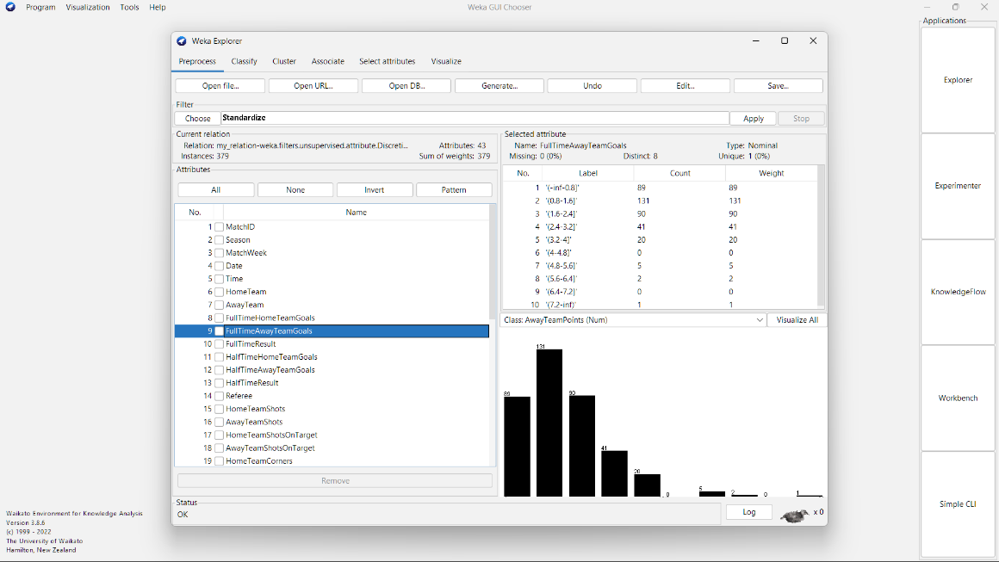 Program Visualization Tools Help
Weka GUI Chooser
Applications
Explorer
Experimenter
KnowledgeFlow
Workbench
Simple CLI
Weka Explorer
Preprocess Classify Cluster Associate Select attributes Visualize
Open file... Open URL... Open DB... Generate... Undo Edit... Save...
Filter
Choose Standardize Apply Stop
Current relation
Relation: my_relation-weka.filters.unsupervised.attribute.Discreti... Attributes: 43
Instances: 379 Sum of weights: 379
Attributes
All None Invert Pattern
No. Name
1 MatchID
2 Season
3 MatchWeek
4 Date
5 Time
6 HomeTeam
7 AwayTeam
8 FullTimeHomeTeamGoals
9 FullTimeAwayTeamGoals
10 FullTimeResult
11 HalfTimeHomeTeamGoals
12 HalfTimeAwayTeamGoals
13 HalfTimeResult
14 Referee
15 HomeTeamShots
16 AwayTeamShots
17 HomeTeamShotsOnTarget
18 AwayTeamShotsOnTarget
19 HomeTeamCorners
Remove
Selected attribute
Name: FullTimeAwayTeamGoals Type: Nominal
Missing: 0 (0%) Distinct: 8 Unique: 1 (0%)
No. Label Count Weight
1 '(-inf-0.8]' 89 89
2 '(0.8-1.6]' 131 131
3 '(1.6-2.4]' 90 90
4 '(2.4-3.2]' 41 41
5 '(3.2-4]' 20 20
6 '(4-4.8]' 0 0
7 '(4.8-5.6]' 5 5
8 '(5.6-6.4]' 2 2
9 '(6.4-7.2]' 0 0
10 '(7.2-inf)' 1 1
Class: AwayTeamPoints (Num) Visualize All
89 131 90 41 20 0 5 2 0 1
Status
OK
Log x 0
Waikato Environment for Knowledge Analysis
Version 3.8.6
(c) 1999 - 2022
The University of Waikato
Hamilton, New Zealand